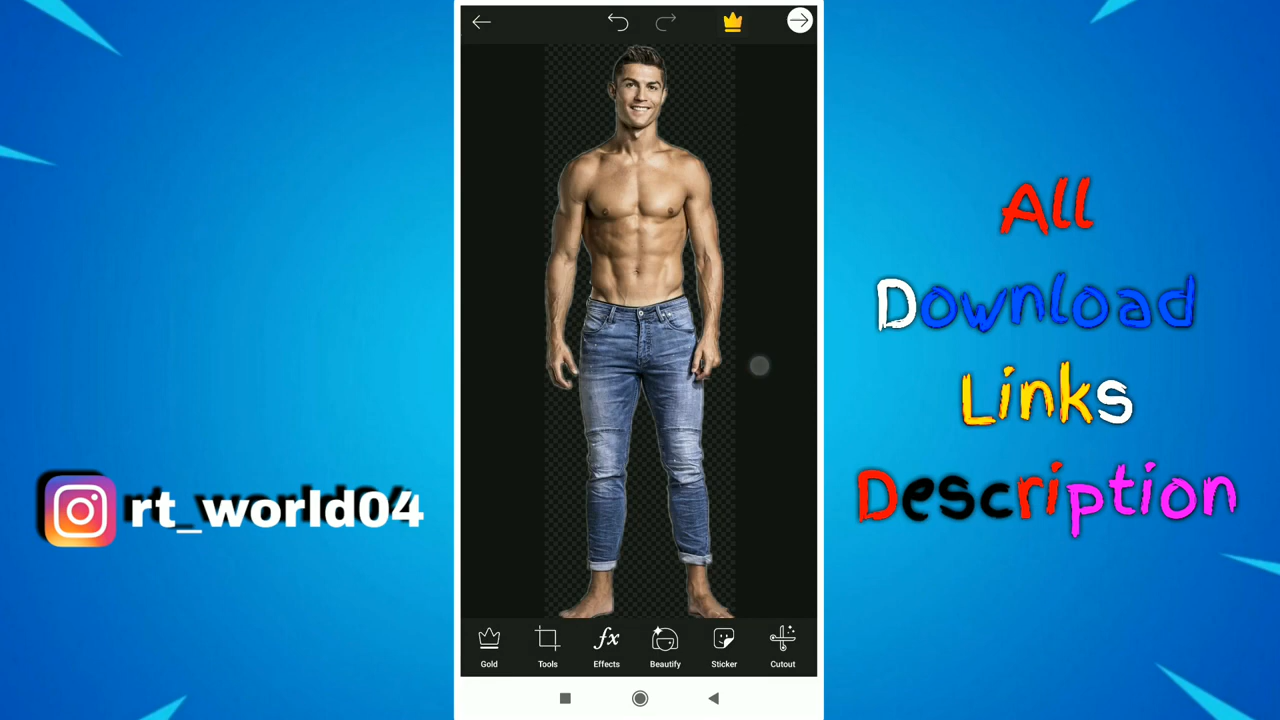 All
Download
Links
Description
rt_world04
Gold
Tools
fx
Effects
Beautify
Sticker
Cutout